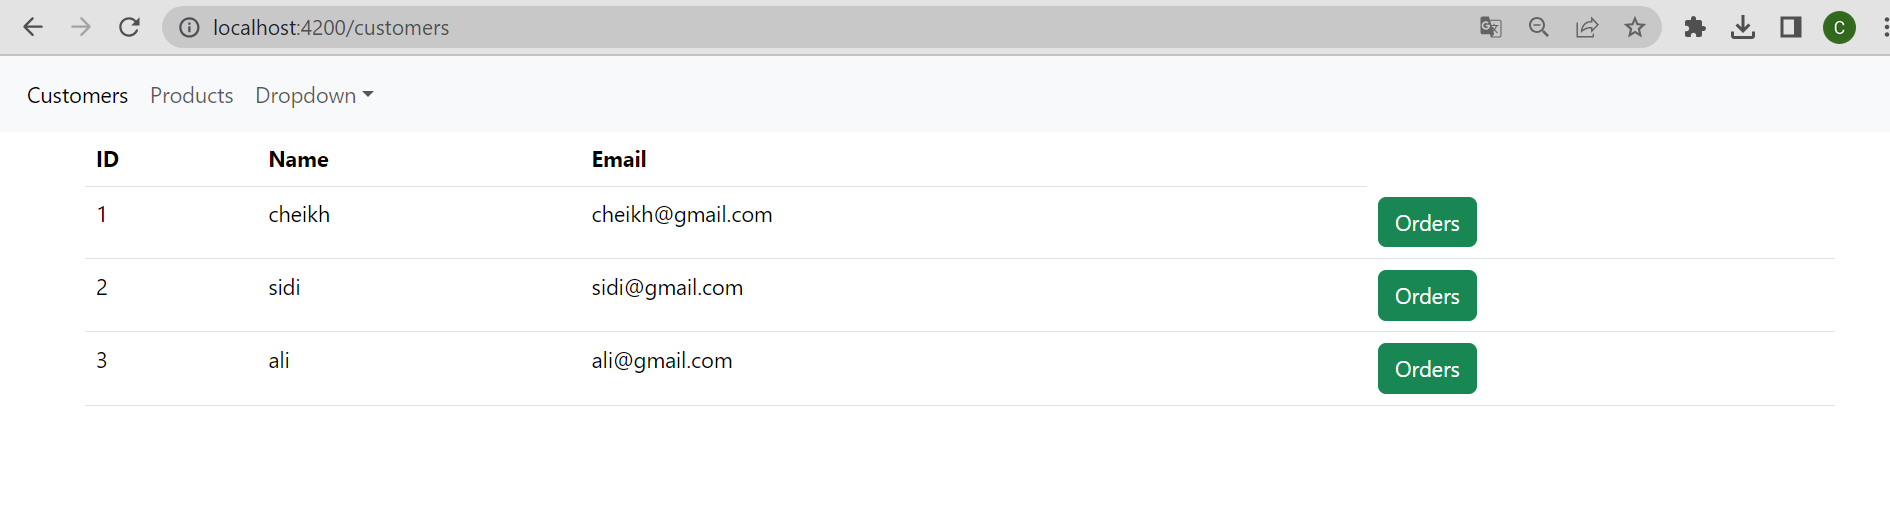 localhost:4200/customers
C
Customers Products Dropdown
ID Name Email
1 cheikh cheikh@gmail.com Orders
2 sidi sidi@gmail.com Orders
3 ali ali@gmail.com Orders